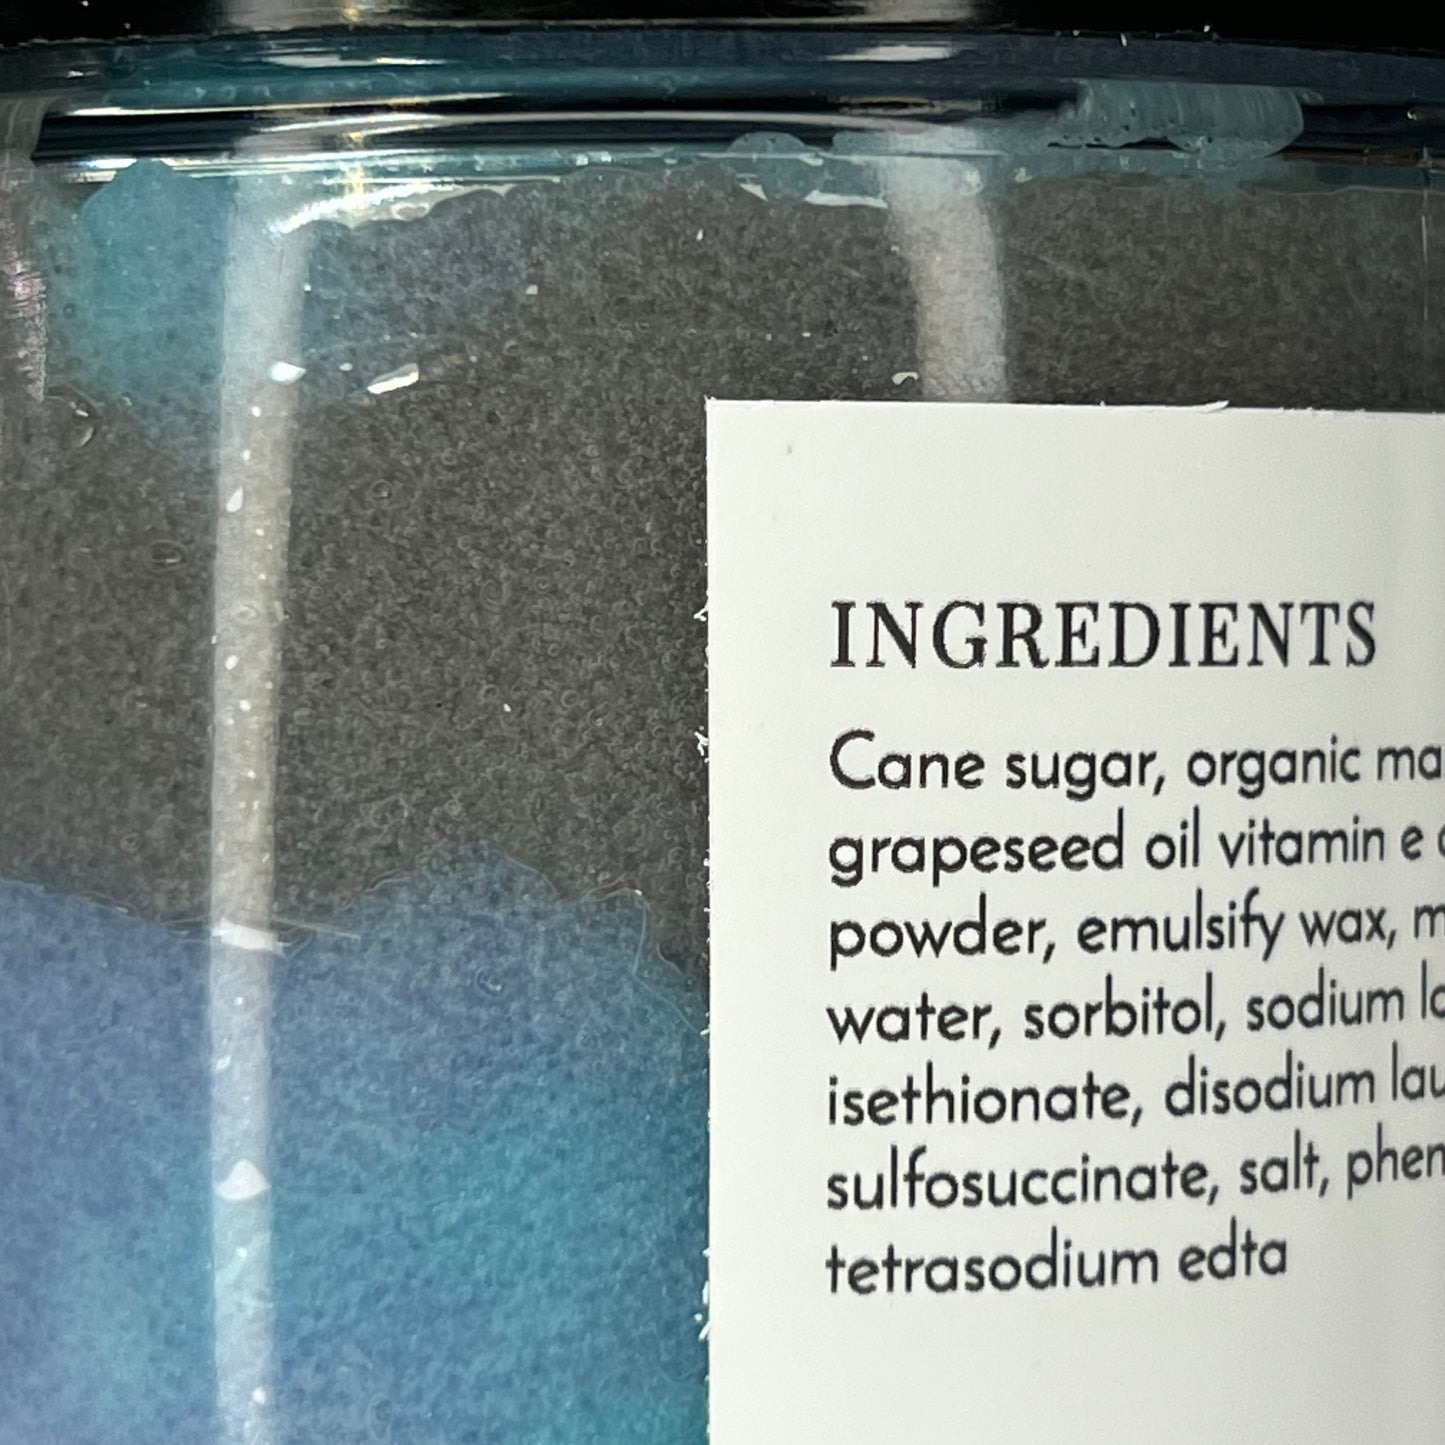 INGREDIENTS
Cane sugar, organic
grapeseed oil vitamin e
powder, emulsify wax,
water, sorbitol, sodium
isethionate, disodium
sulfosuccinate, salt,
tetrasodium edta